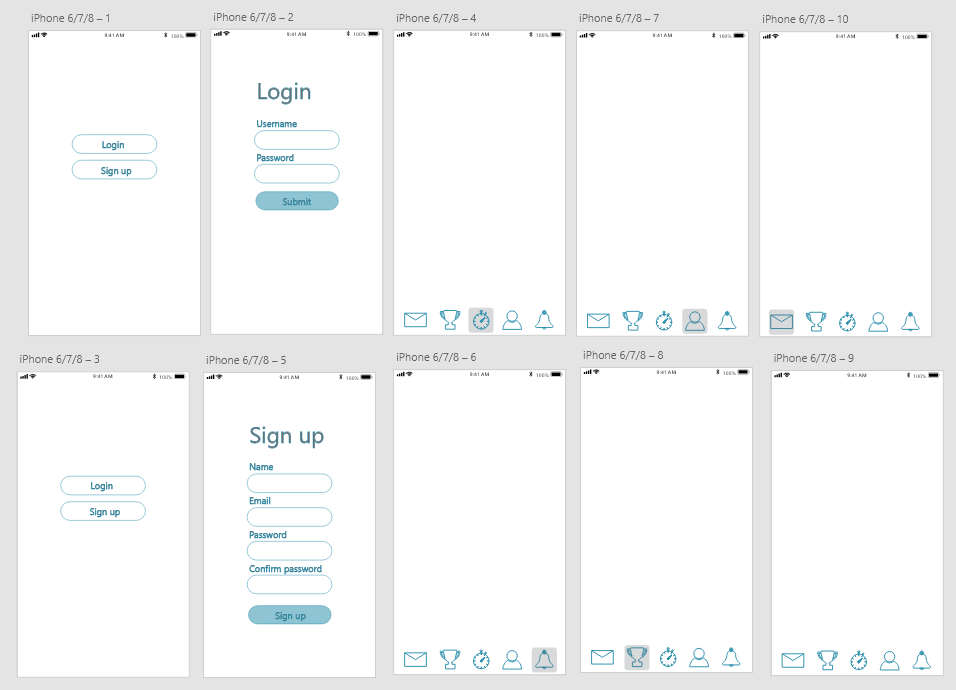 iPhone 6/7/8 – 1
9:41 AM
100%
Login
Sign up
iPhone 6/7/8 – 2
9:41 AM
100%
Login
Username
Password
Submit
iPhone 6/7/8 – 4
9:41 AM
100%
iPhone 6/7/8 – 7
9:41 AM
100%
iPhone 6/7/8 – 10
9:41 AM
100%
iPhone 6/7/8 – 3
9:41 AM
100%
Login
Sign up
iPhone 6/7/8 – 5
9:41 AM
100%
Sign up
Name
Email
Password
Confirm password
Sign up
iPhone 6/7/8 – 6
9:41 AM
100%
iPhone 6/7/8 – 8
9:41 AM
100%
iPhone 6/7/8 – 9
9:41 AM
100%